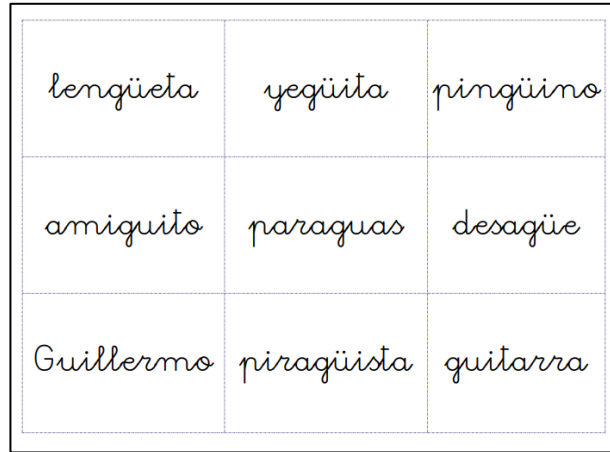 lengüeta yegüita pingüino
amiguito paraguas desagüe
Guillermo piragüista guitarra